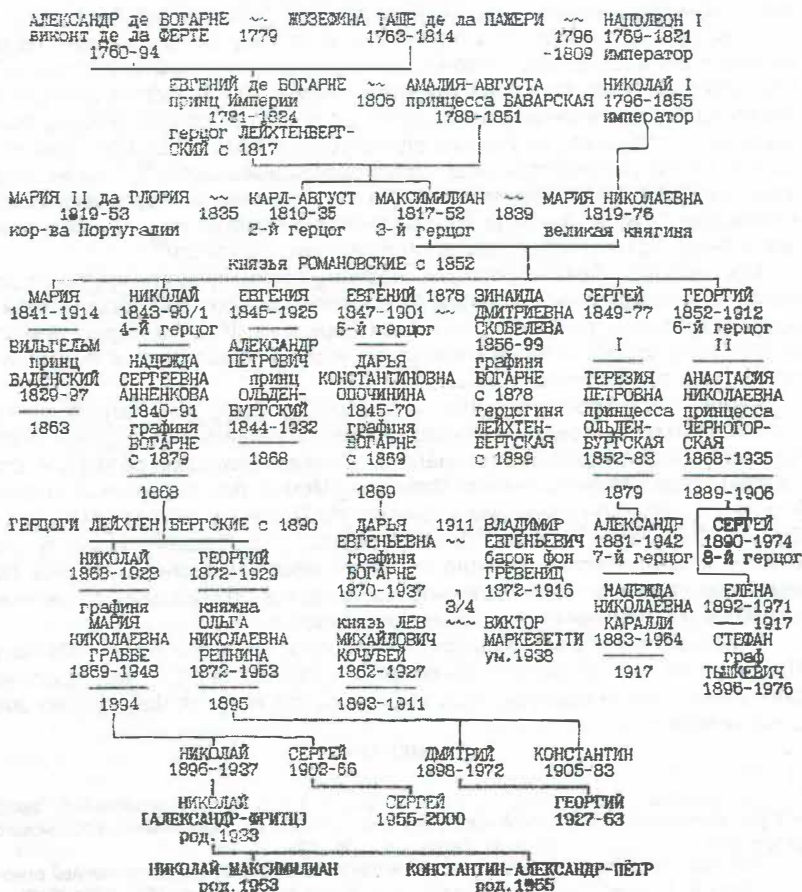 АЛЕКСАНДР де БОГАРНЕ ~~ ЖОЗЕФИНА ТАШЕ де ла ПАЖЕРИ ~~ НАПОЛЕОН I
виконт де ла ФЕРТЕ 1779 1763-1814 1796 1769-1821
1760-94 -1809 император
ЕВГЕНИЙ де БОГАРНЕ ~~ АМАЛИЯ-АВГУСТА НИКОЛАЙ I
принц Империи 1806 принцесса БАВАРСКАЯ 1796-1855
1781-1824 1788-1851 император
герцог ЛЕЙХТЕНБЕРГ-
СКИЙ с 1817
МАРИЯ II да ГЛОРИЯ ~~ КАРЛ-АВГУСТ МАКСИМИЛИАН ~~ МАРИЯ НИКОЛАЕВНА
1819-53 1835 1810-35 1817-52 1839 1819-76
кор-ва Португалии 2-й герцог 3-й герцог великая княгиня
КНЯЗЬЯ РОМАНОВСКИЕ с 1852
МАРИЯ НИКОЛАЙ ЕВГЕНИЯ ЕВГЕНИЙ 1878 ЗИНАИДА СЕРГЕЙ ГЕОРГИЙ
1841-1914 1843-90/1 1845-1925 1847-1901 ~~ ДМИТРИЕВНА 1849-77 1852-1912
4-й герцог 5-й герцог СКОБЕЛЕВА 6-й герцог
ВИЛЬГЕЛЬМ АЛЕКСАНДР 1856-99 I II
принц НАДЕЖДА ПЕТРОВИЧ ДАРЬЯ графиня
БАДЕНСКИЙ СЕРГЕЕВНА принц КОНСТАНТИНОВНА БОГАРНЕ ТЕРЕЗИЯ АНАСТАСИЯ
1829-97 АННЕНКОВА ОЛЬДЕН- ОПОЧИНИНА с 1878 ПЕТРОВНА НИКОЛАЕВНА
1840-91 БУРГСКИЙ 1845-70 герцогиня принцесса принцесса
1863 графиня 1844-1932 графиня ЛЕЙХТЕН- ОЛЬДЕН- ЧЕРНОГОР-
БОГАРНЕ БОГАРНЕ БЕРГСКАЯ БУРГСКАЯ СКАЯ
с 1879 1868 с 1869 с 1899 1852-83 1868-1935
1868 1869 1879 1889-1906
ГЕРЦОГИ ЛЕЙХТЕНБЕРГСКИЕ с 1890 ДАРЬЯ 1911 ВЛАДИМИР АЛЕКСАНДР СЕРГЕЙ
ЕВГЕНЬЕВНА ~~ ЕВГЕНЬЕВИЧ 1881-1942 1890-1974
НИКОЛАЙ ГЕОРГИЙ графиня барон фон 7-й герцог 8-й герцог
1868-1928 1872-1929 БОГАРНЕ ГРЕВЕНИЦ
1870-1937 1872-1916 НАДЕЖДА ЕЛЕНА
графиня княжна 3/4 НИКОЛАЕВНА 1892-1971
МАРИЯ ОЛЬГА князь ЛЕВ ~~~ ВИКТОР КАРАЛЛИ 1917
НИКОЛАЕВНА НИКОЛАЕВНА МИХАЙЛОВИЧ МАРКЕЗЕТТИ 1883-1964 СТЕФАН
ГРАББЕ РЕПНИНА КОЧУБЕЙ ум.1938 граф
1869-1948 1872-1953 1862-1927 1917 ТЫШКЕВИЧ
1896-1976
1894 1895 1892-1911
НИКОЛАЙ СЕРГЕЙ ДМИТРИЙ КОНСТАНТИН
1896-1937 1903-66 1898-1972 1905-83
НИКОЛАЙ СЕРГЕЙ ГЕОРГИЙ
[АЛЕКСАНДР-ФРИТЦ] 1955-2000 1927-63
род.1933
НИКОЛАЙ-МАКСИМИЛИАН КОНСТАНТИН-АЛЕКСАНДР-ПЁТР
род.1963 род.1965